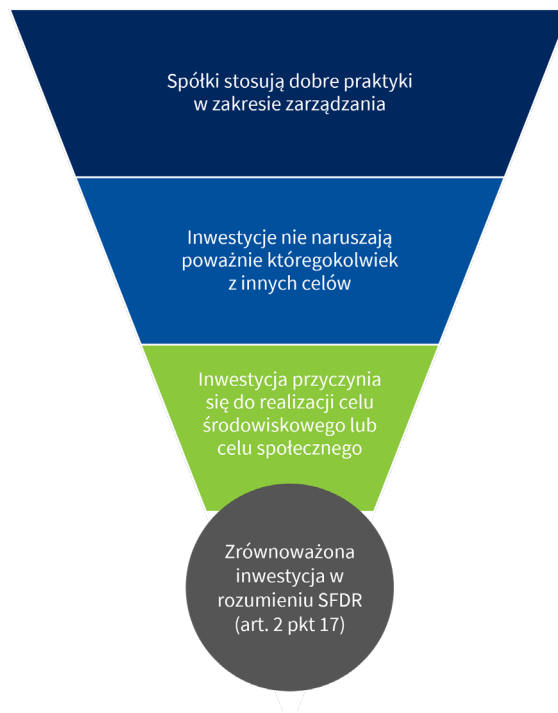 Spółki stosują dobre praktyki
w zakresie zarządzania
Inwestycje nie naruszają
poważnie któregokolwiek
z innych celów
Inwestycja przyczynia
się do realizacji celu
środowiskowego lub
celu społecznego
Zrównoważona
inwestycja w
rozumieniu SFDR
(art. 2 pkt 17)